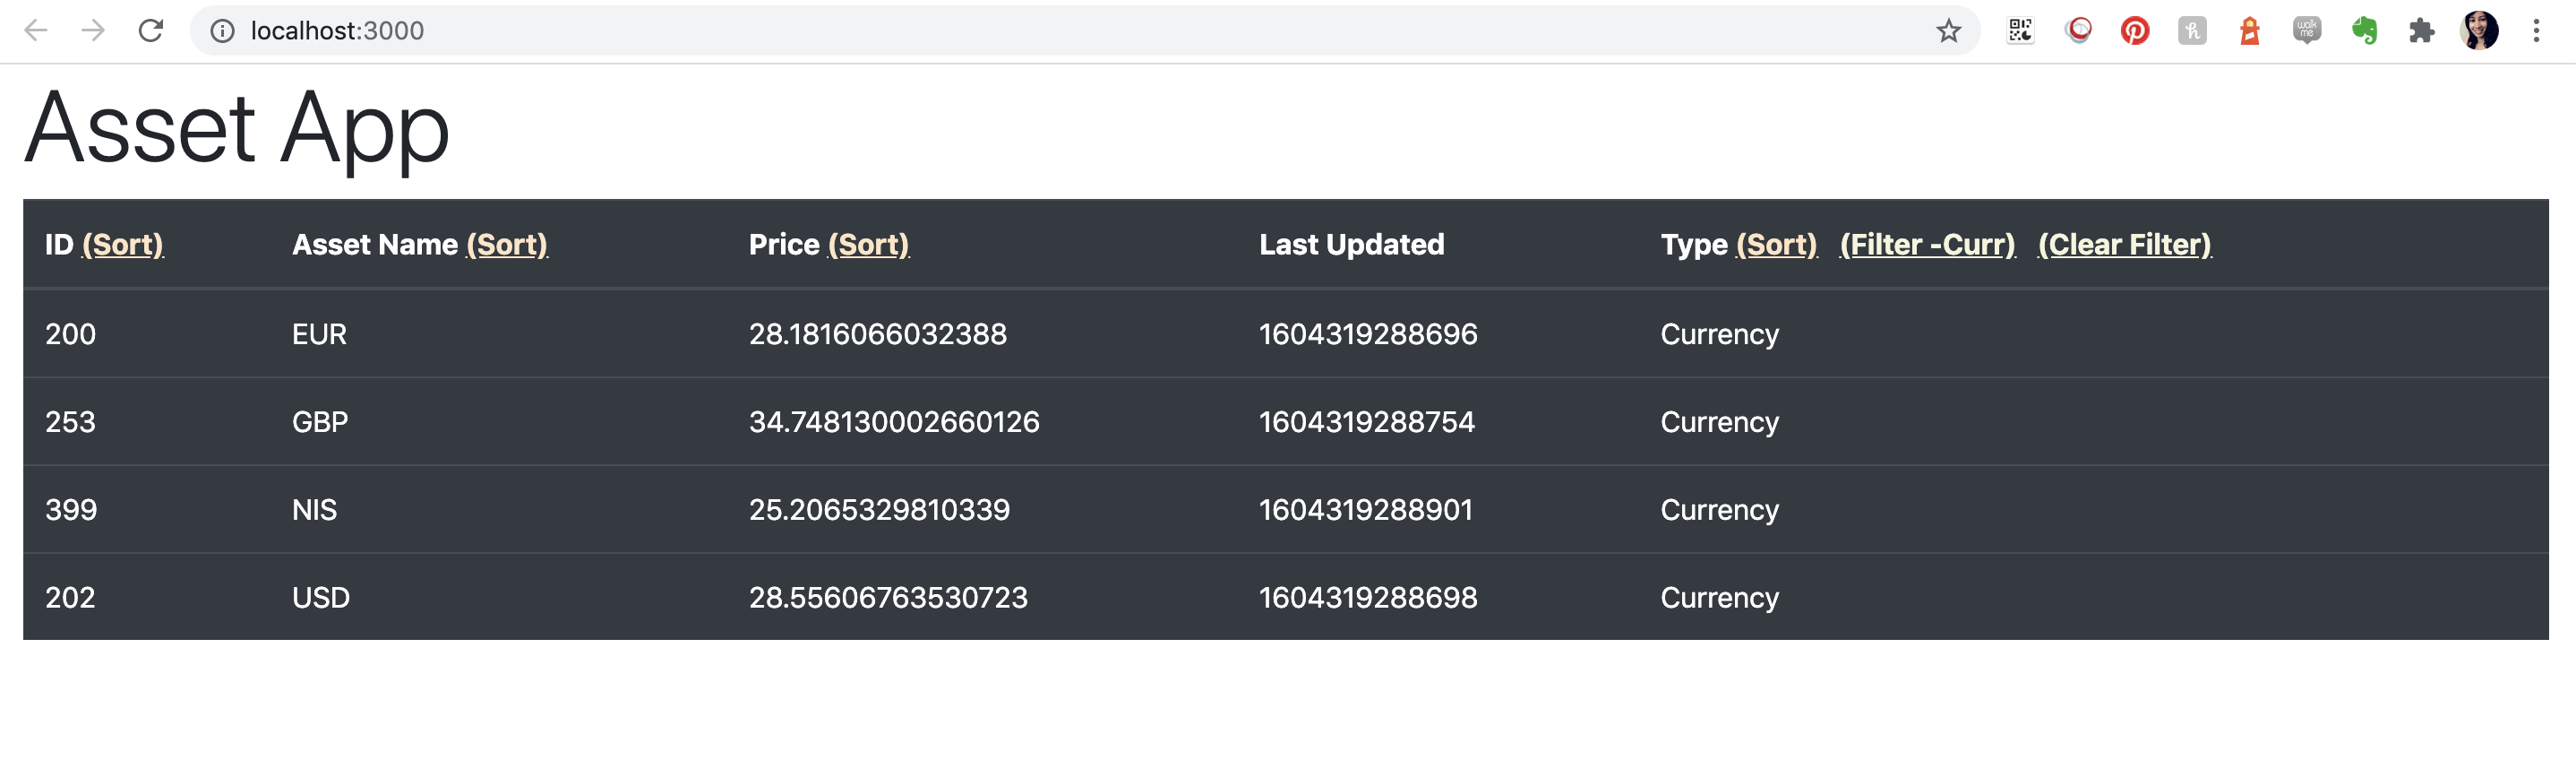 localhost:3000
walk
me
Asset App
ID (Sort) Asset Name (Sort) Price (Sort) Last Updated Type (Sort) (Filter -Curr) (Clear Filter)
200 EUR 28.1816066032388 1604319288696 Currency
253 GBP 34.748130002660126 1604319288754 Currency
399 NIS 25.2065329810339 1604319288901 Currency
202 USD 28.55606763530723 1604319288698 Currency